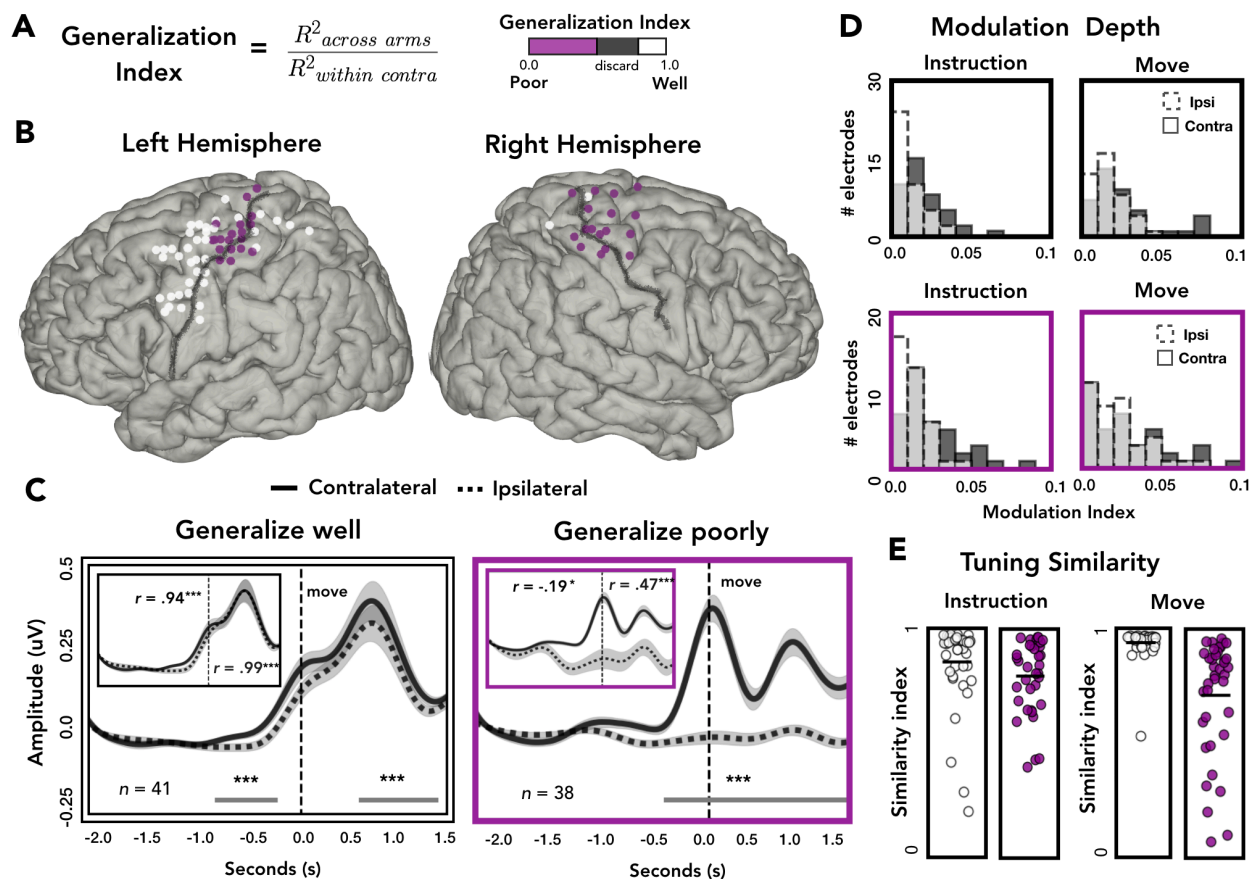 A
Generalization
Index
=
R² across arms
R² within contra
Generalization Index
0.0
discard
1.0
Poor
Well
B
Left Hemisphere
Right Hemisphere
C
Contralateral
Ipsilateral
Generalize well
Generalize poorly
Amplitude (uV)
0.5
0.25
0.0
-0.25
r = .94***
r = .99***
move
n = 41
***
***
-2.0 -1.5 -1.0 -0.5 0.0 0.5 1.0 1.5
Seconds (s)
r = -.19*
r = .47***
move
n = 38
***
-2.0 -1.5 -1.0 -0.5 0.0 0.5 1.0 1.5
Seconds (s)
D
Modulation Depth
Instruction
Move
# electrodes
30
15
0
Ipsi
Contra
0.0 0.05 0.1
0.0 0.05 0.1
Instruction
Move
# electrodes
20
10
0
Ipsi
Contra
0.0 0.05 0.1
0.0 0.05 0.1
Modulation Index
E
Tuning Similarity
Instruction
Move
Similarity index
1
0
Similarity index
1
0